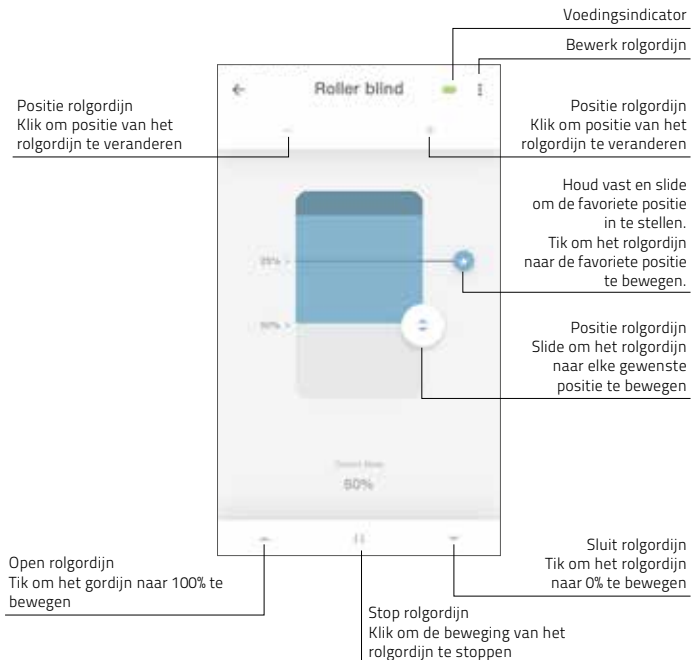 Voedingsindicator
Bewerk rolgordijn
Roller blind
Positie rolgordijn
Klik om positie van het
rolgordijn te veranderen
Positie rolgordijn
Klik om positie van het
rolgordijn te veranderen
Houd vast en slide
om de favoriete positie
in te stellen.
Tik om het rolgordijn
naar de favoriete positie
te bewegen.
50%
Positie rolgordijn
Slide om het rolgordijn
naar elke gewenste
positie te bewegen
50%
Open rolgordijn
Tik om het gordijn naar 100% te
bewegen
Sluit rolgordijn
Tik om het rolgordijn
naar 0% te bewegen
Stop rolgordijn
Klik om de beweging van het
rolgordijn te stoppen